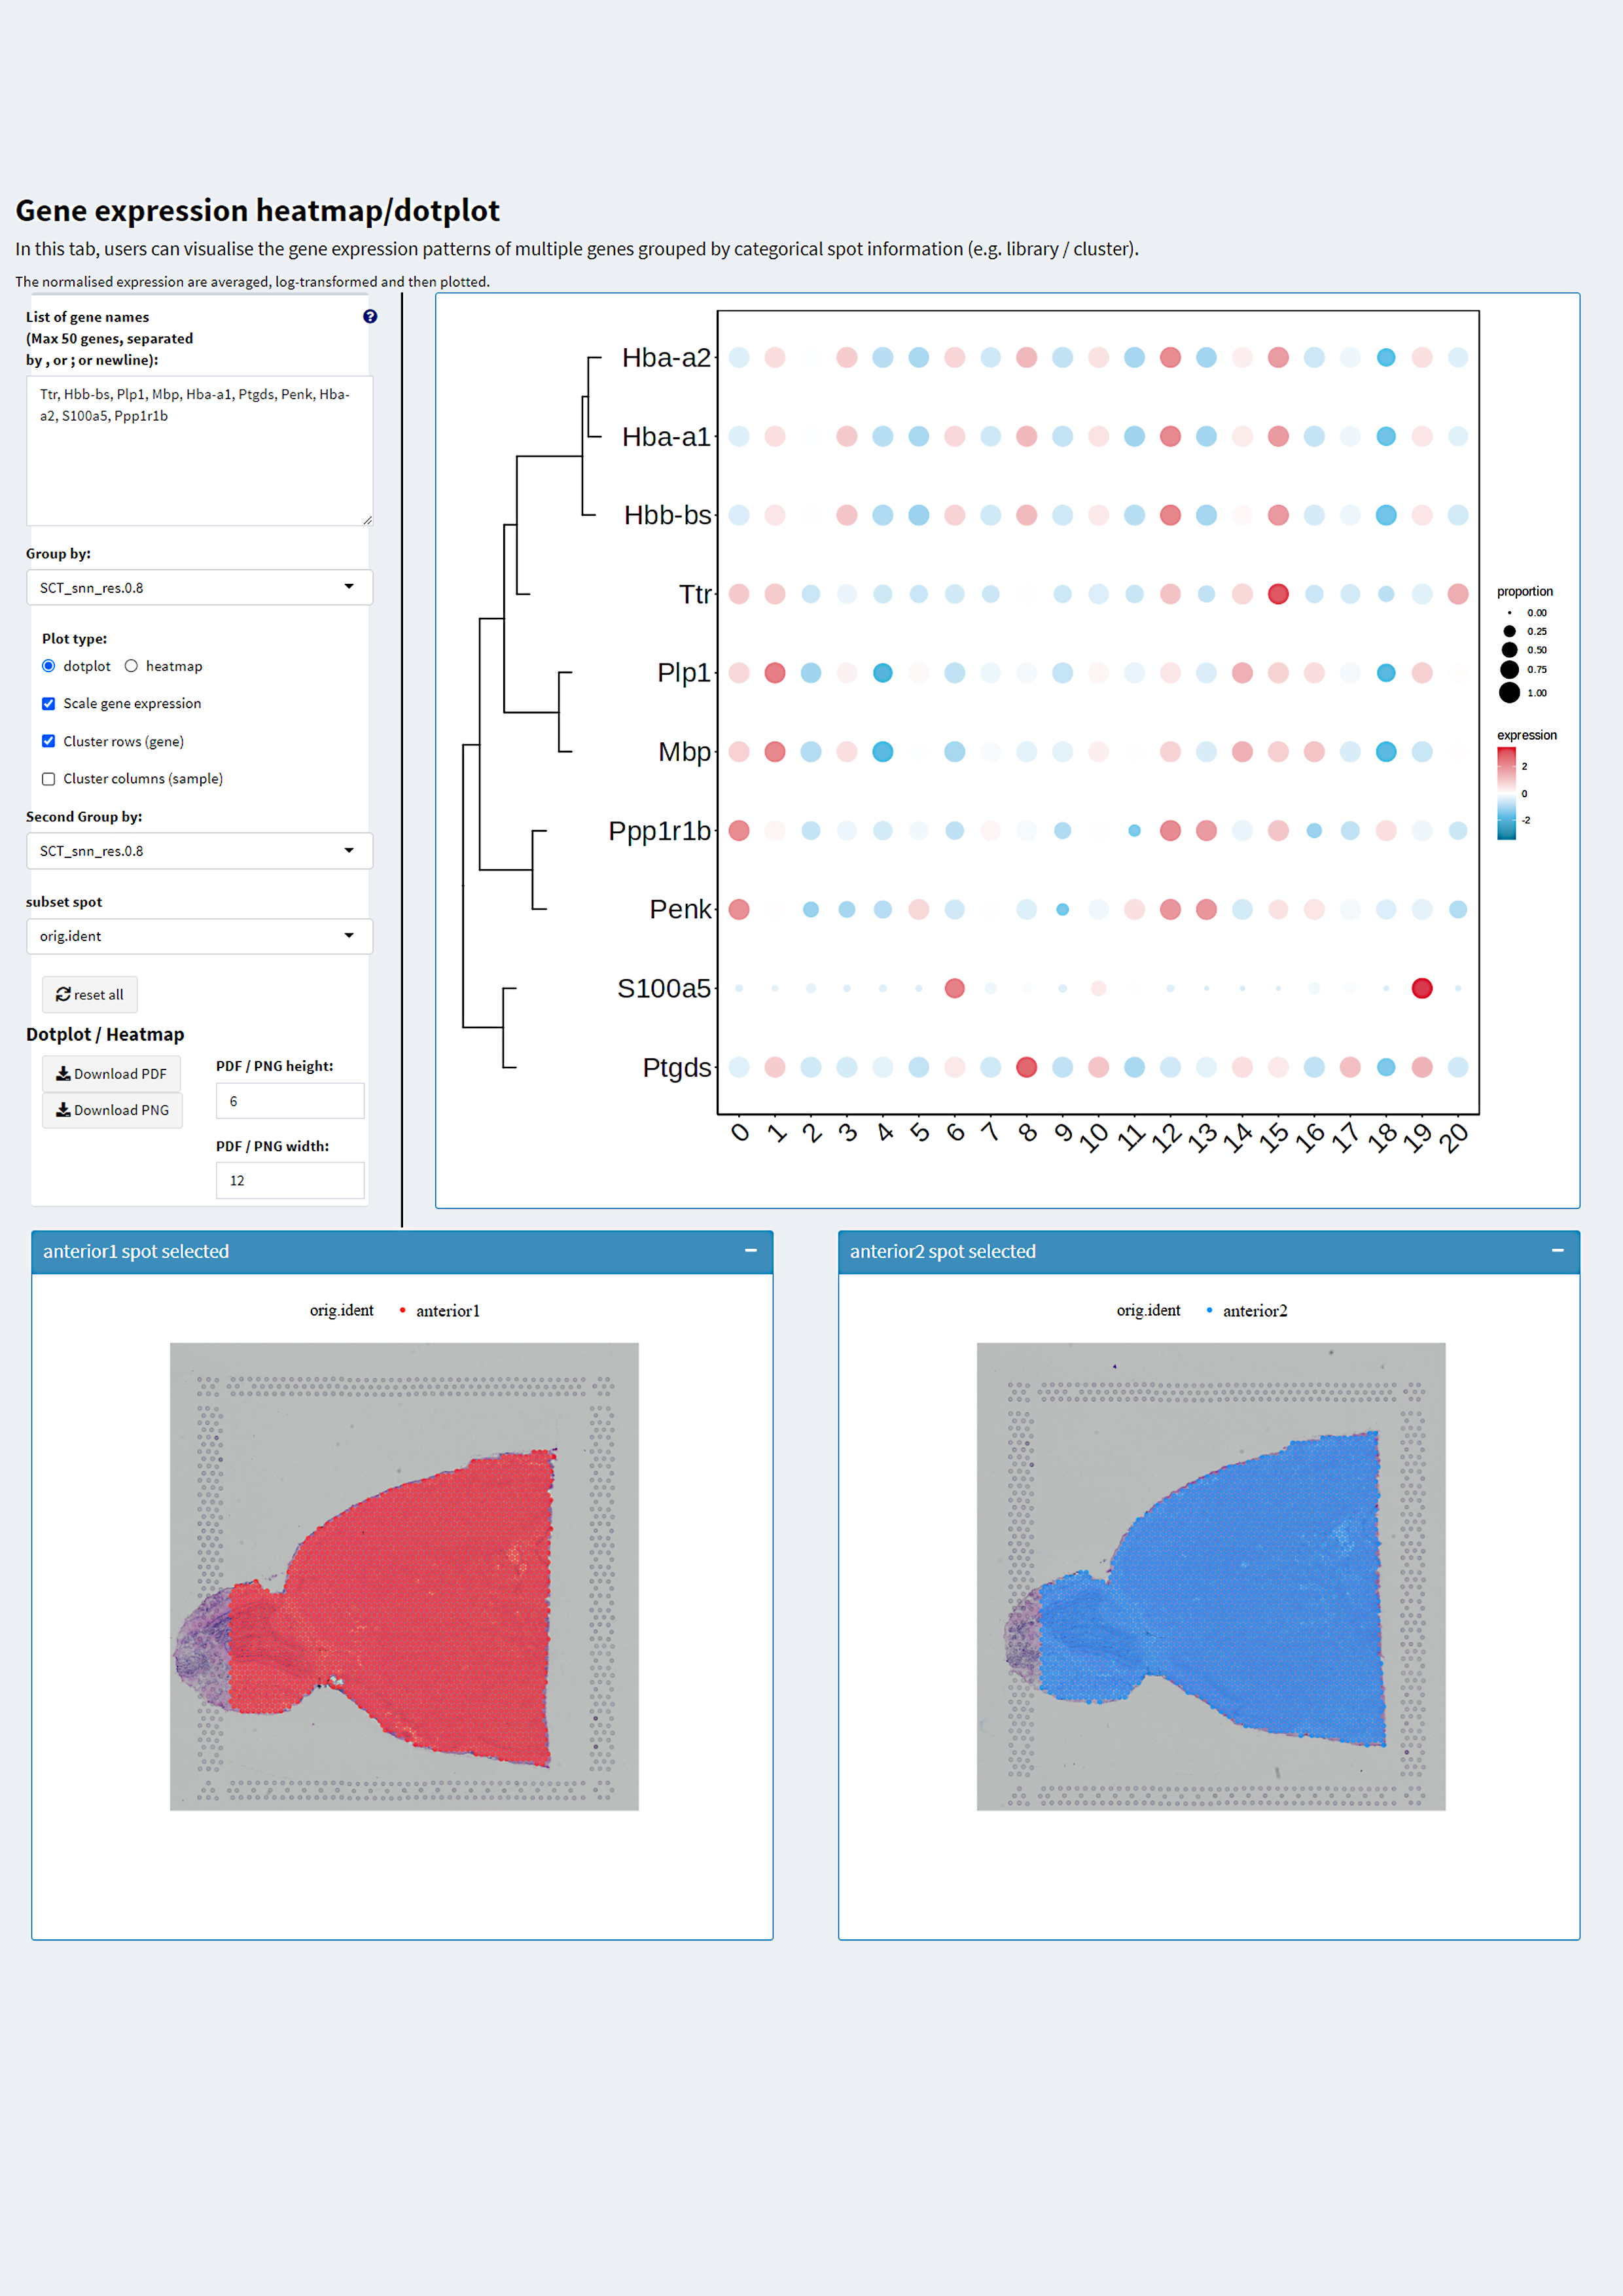 Gene expression heatmap/dotplot
In this tab, users can visualise the gene expression patterns of multiple genes grouped by categorical spot information (e.g. library / cluster).
The normalised expression are averaged, log-transformed and then plotted.
List of gene names
(Max 50 genes, separated
by , or ; or newline):
Ttr, Hbb-bs, Plp1, Mbp, Hba-a1, Ptgds, Penk, Hba-
a2, S100a5, Ppp1r1b
Group by:
SCT_snn_res.0.8
Plot type:
dotplot heatmap
Scale gene expression
Cluster rows (gene)
Cluster columns (sample)
Second Group by:
SCT_snn_res.0.8
subset spot
orig.ident
reset all
Dotplot / Heatmap
Download PDF
Download PNG
PDF / PNG height:
6
PDF / PNG width:
12
Hba-a2
Hba-a1
Hbb-bs
Ttr
Plp1
Mbp
Ppp1r1b
Penk
S100a5
Ptgds
0 1 2 3 4 5 6 7 8 9 10 11 12 13 14 15 16 17 18 19 20
proportion
0.00
0.25
0.50
0.75
1.00
expression
2
0
-2
anterior1 spot selected
orig.ident anterior1
anterior2 spot selected
orig.ident anterior2